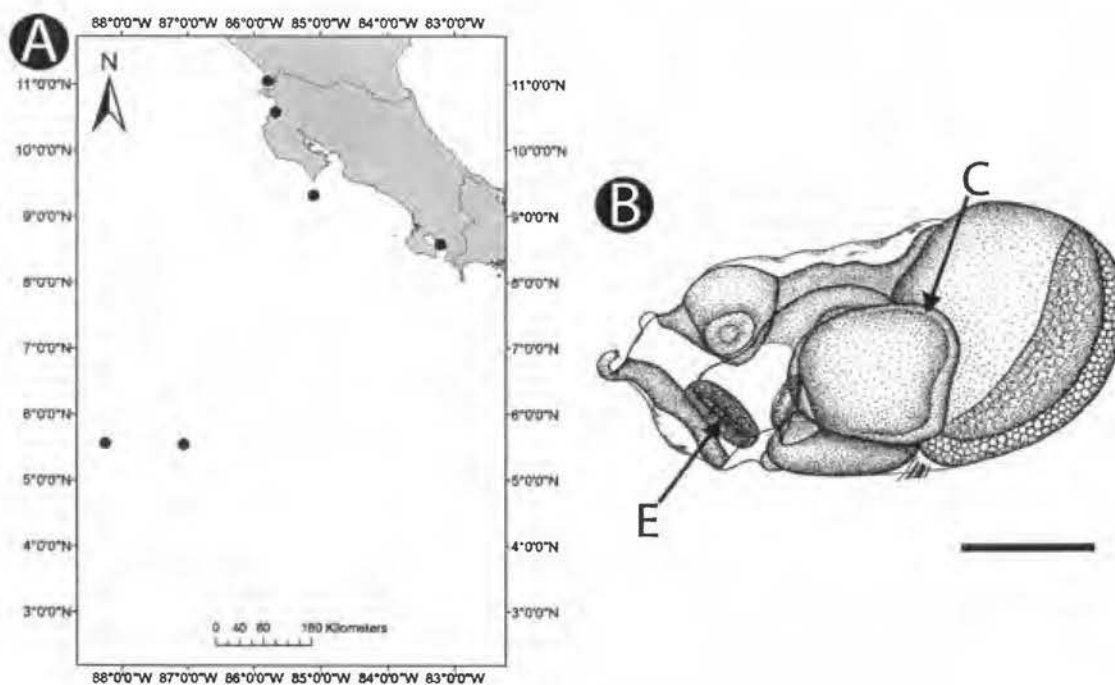 A
88°0'0"W 87°0'0"W 86°0'0"W 85°0'0"W 84°0'0"W 83°0'0"W
N
11°0'0"N 11°0'0"N
10°0'0"N 10°0'0"N
9°0'0"N 9°0'0"N
8°0'0"N 8°0'0"N
7°0'0"N 7°0'0"N
6°0'0"N 6°0'0"N
5°0'0"N 5°0'0"N
4°0'0"N 4°0'0"N
3°0'0"N 3°0'0"N
0 40 80 160 Kilometers
88°0'0"W 87°0'0"W 86°0'0"W 85°0'0"W 84°0'0"W 83°0'0"W
B
C
E